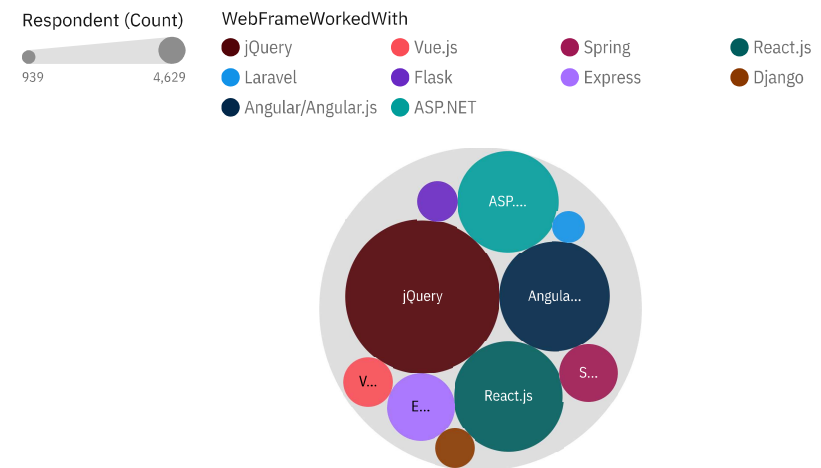 Respondent (Count)
939 4,629
WebFrameWorkedWith
jQuery Vue.js Spring React.js
Laravel Flask Express Django
Angular/Angular.js ASP.NET
ASP....
jQuery Angula...
V... S...
E... React.js